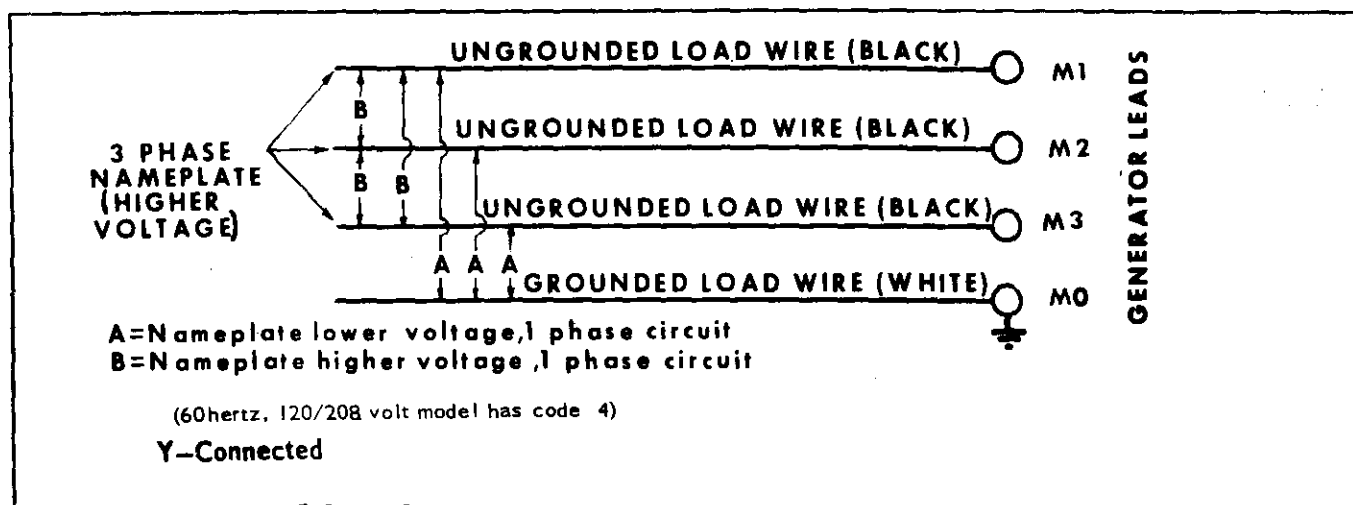 UNGROUNDED LOAD WIRE (BLACK)
M1
B
UNGROUNDED LOAD WIRE (BLACK)
M2
3 PHASE
NAMEPLATE
(HIGHER
VOLTAGE)
B
B
UNGROUNDED LOAD WIRE (BLACK)
M3
A
A
A
GROUNDED LOAD WIRE (WHITE)
M0
GENERATOR LEADS
A=Nameplate lower voltage,1 phase circuit
B=Nameplate higher voltage ,1 phase circuit
(60hertz, 120/208 volt model has code 4)
Y-Connected